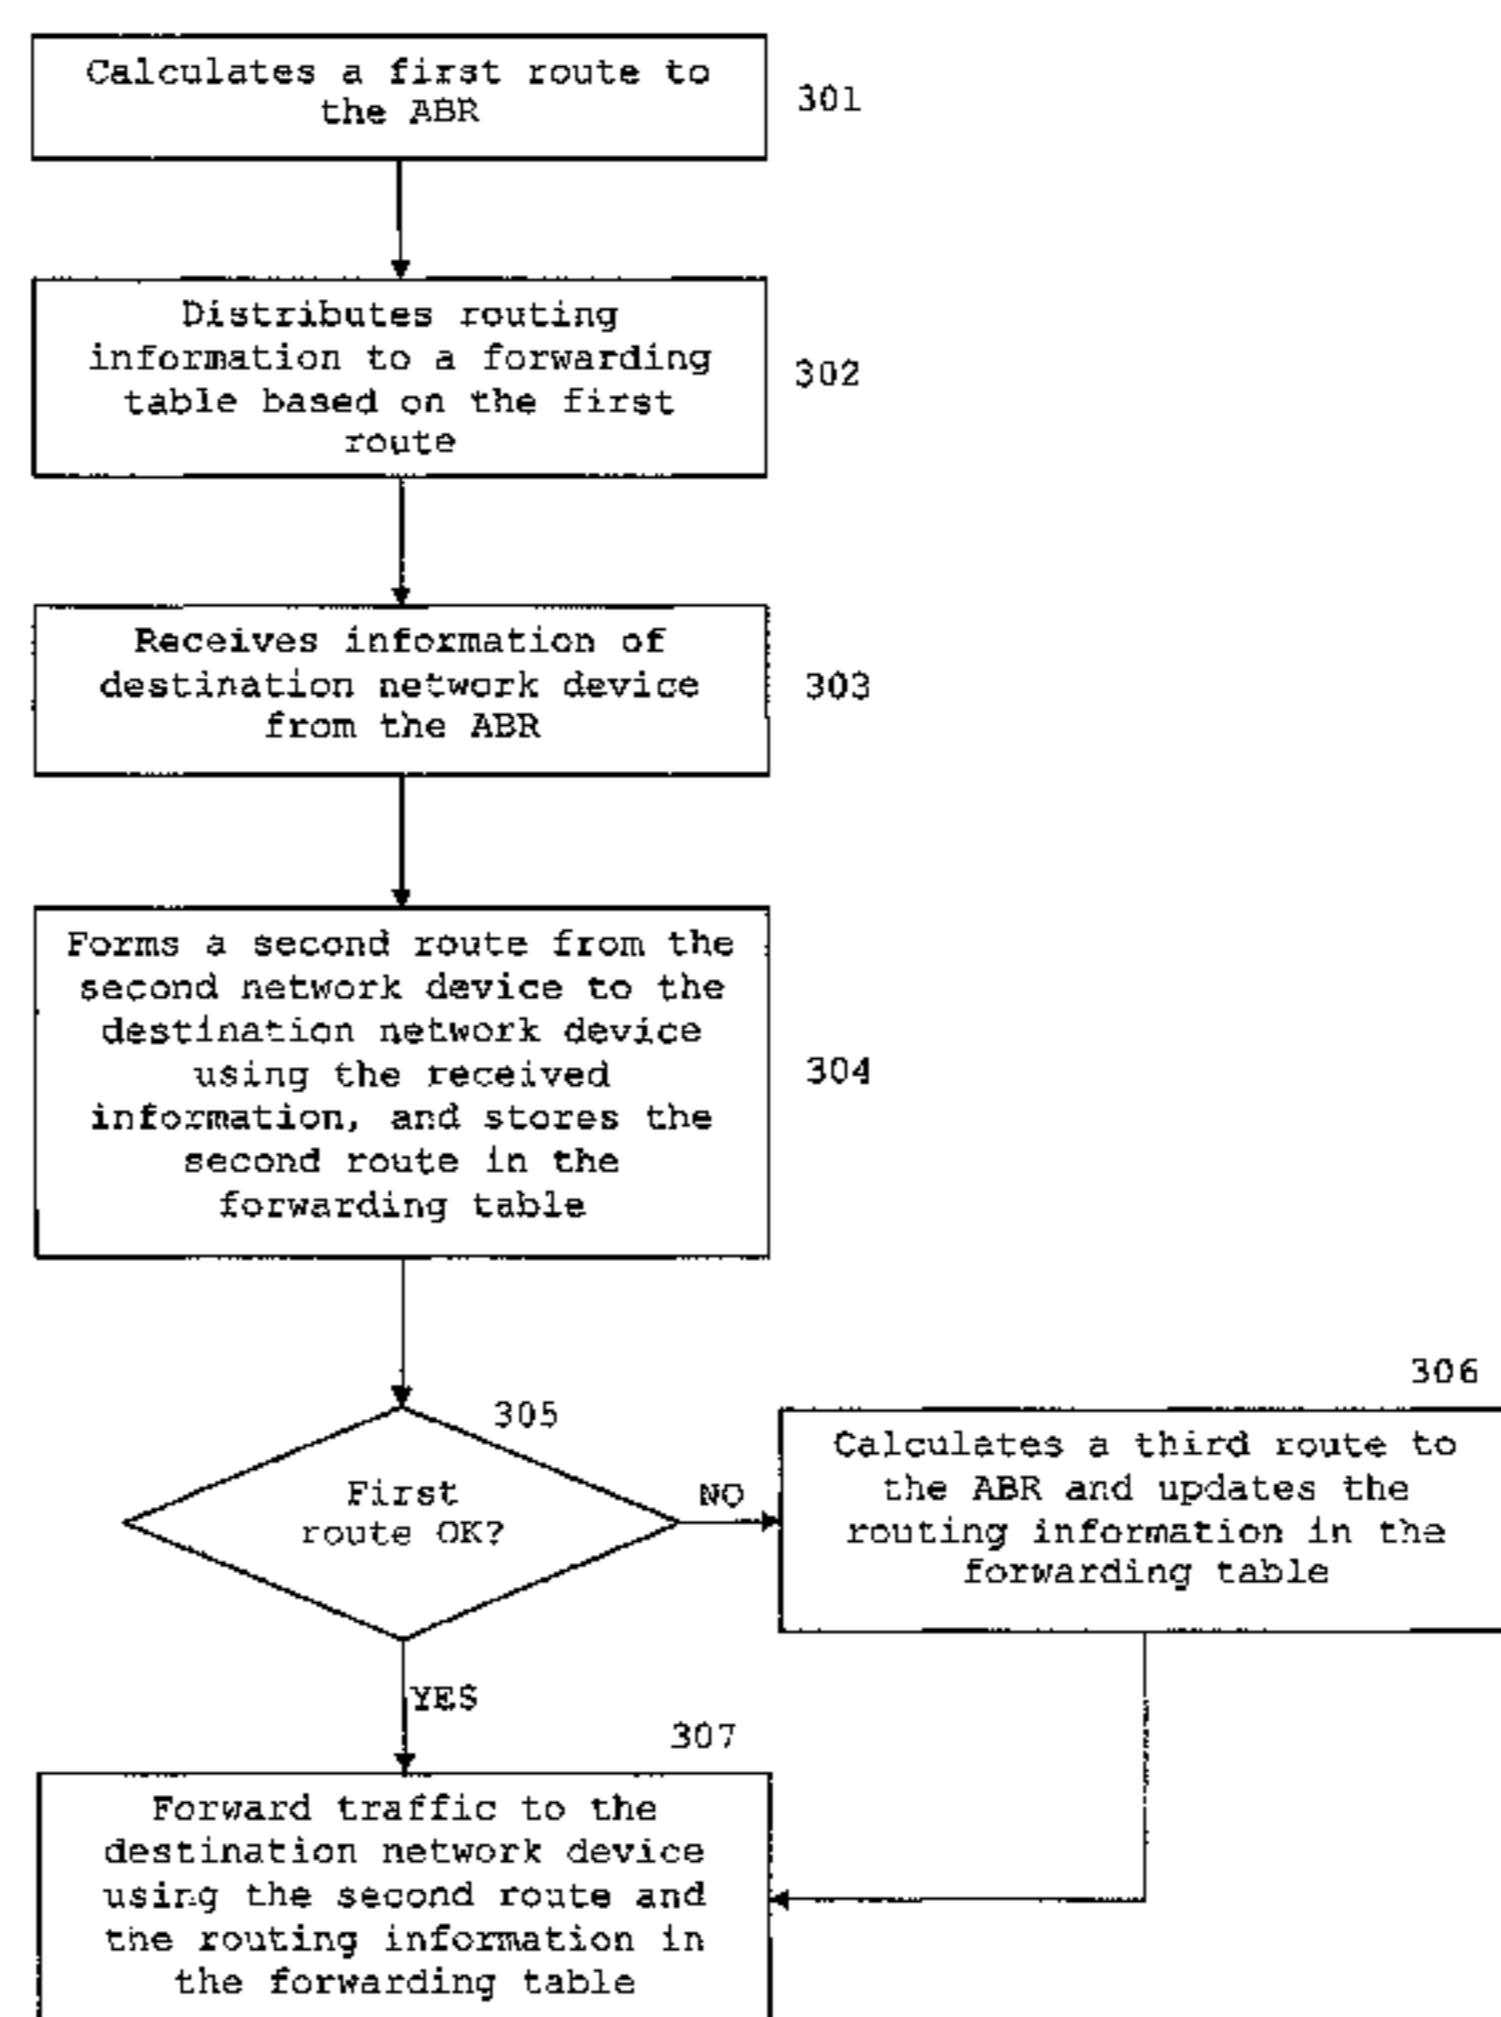 Calculates a first route to
the ABR
301
Distributes routing
information to a forwarding
table based on the first
route
302
Receives information of
destination network device
from the ABR
303
Forms a second route from the
second network device to the
destination network device
using the received
information, and stores the
second route in the
forwarding table
304
305
First
route OK?
NO
306
Calculates a third route to
the ABR and updates the
routing information in the
forwarding table
YES
307
Forward traffic to the
destination network device
using the second route and
the routing information in
the forwarding table